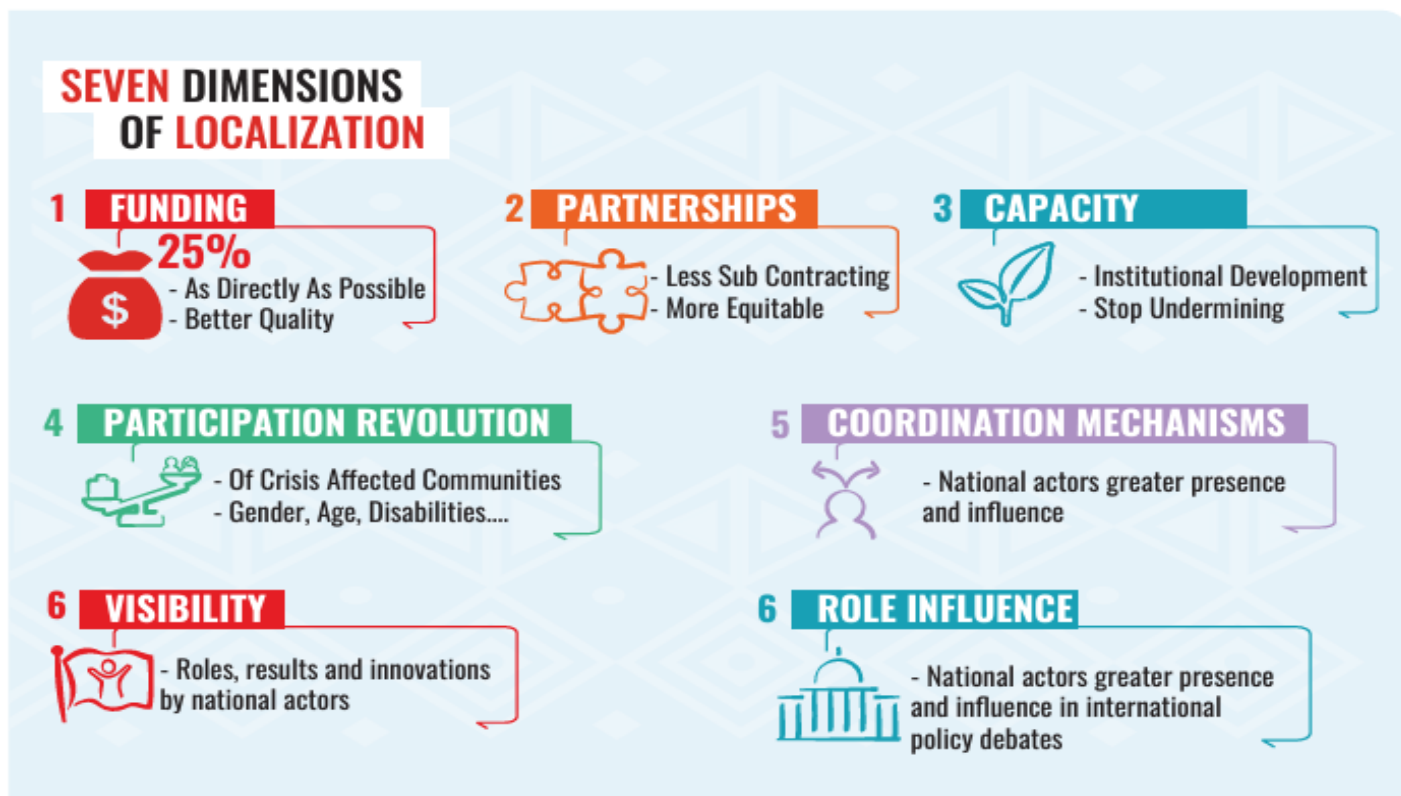 SEVEN DIMENSIONS
OF LOCALIZATION
1 FUNDING
25%
$
- As Directly As Possible
- Better Quality
2 PARTNERSHIPS
- Less Sub Contracting
- More Equitable
3 CAPACITY
- Institutional Development
- Stop Undermining
4 PARTICIPATION REVOLUTION
- Of Crisis Affected Communities
- Gender, Age, Disabilities....
5 COORDINATION MECHANISMS
- National actors greater presence
and influence
6 VISIBILITY
- Roles, results and innovations
by national actors
6 ROLE INFLUENCE
- National actors greater presence
and influence in international
policy debates